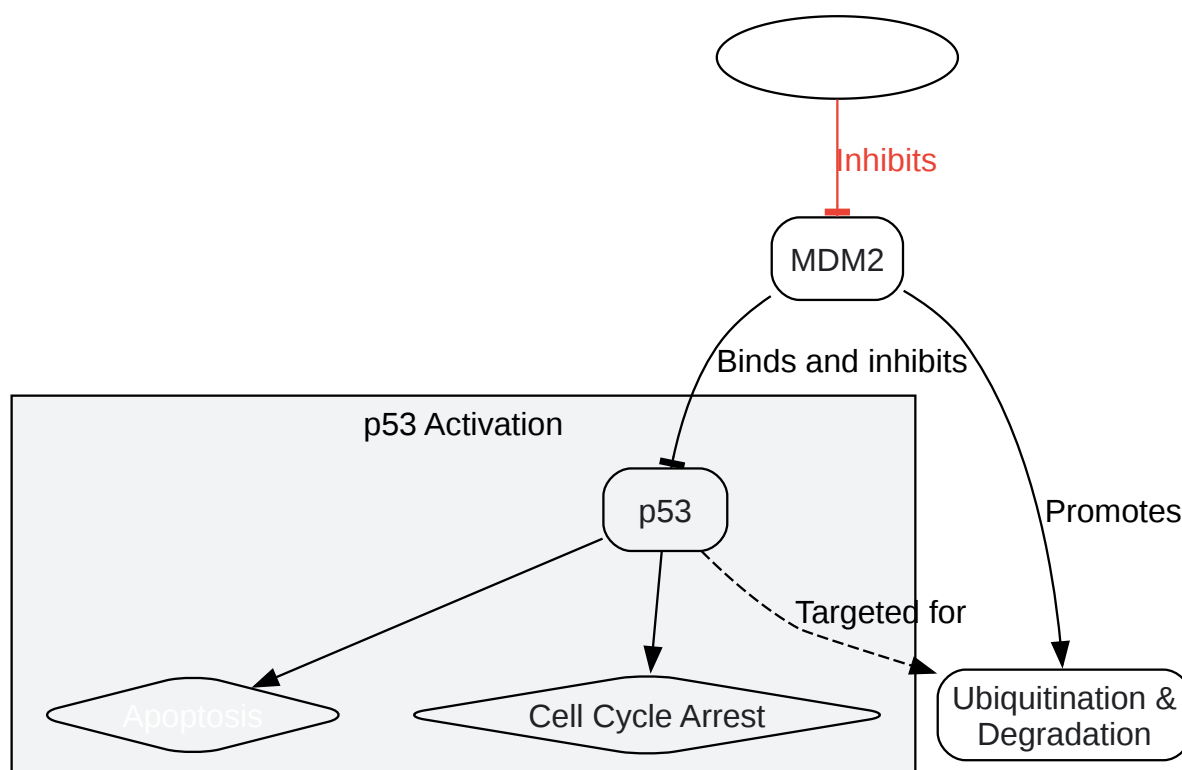 Inhibits
MDM2
Binds and inhibits
p53 Activation
p53
Promotes
Targeted for
Apoptosis
Cell Cycle Arrest
Ubiquitination &
Degradation